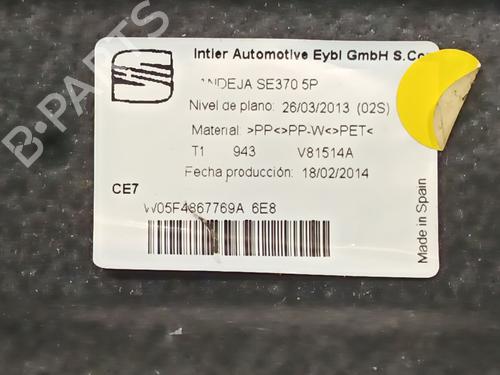 Intier Automotive Eybl GmbH S.Co
ANDEJA SE370 5P
Nivel de plano: 26/03/2013 (02S)
Material: >PP<>PP-W<>PET<
T1 943 V81514A
Fecha producción: 18/02/2014
CE7
W05F4867769A 6E8
Made in Spain
B-PARTS